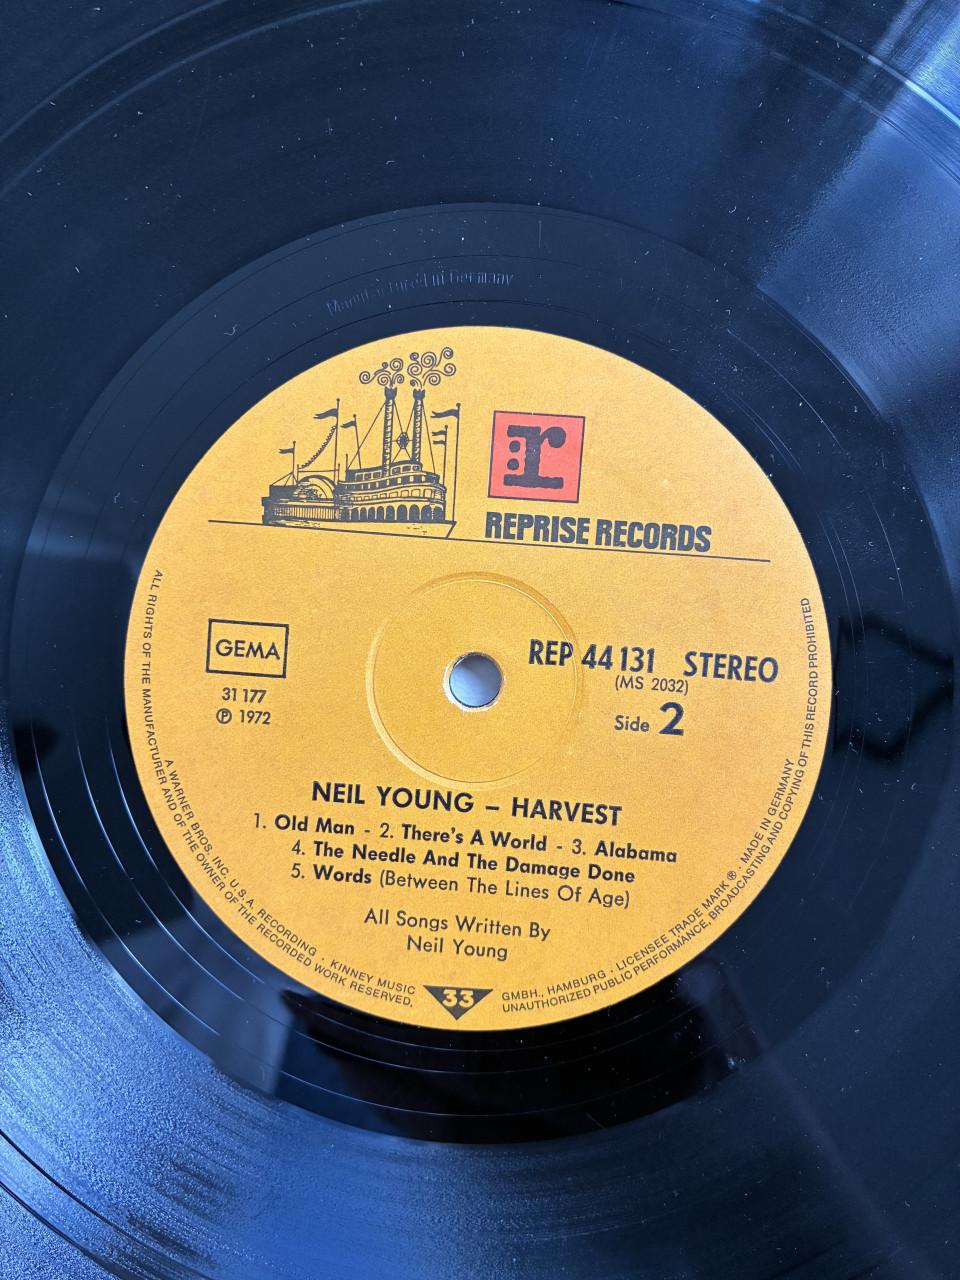 Manufactured in Germany
r
REPRISE RECORDS
GEMA
31 177
℗ 1972
REP 44 131 STEREO
(MS 2032)
Side 2
NEIL YOUNG – HARVEST
1. Old Man - 2. There's A World - 3. Alabama
4. The Needle And The Damage Done
5. Words (Between The Lines Of Age)
All Songs Written By
Neil Young
33
ALL RIGHTS OF THE MANUFACTURER AND OF THE OWNER OF THE RECORDED WORK RESERVED. UNAUTHORIZED PUBLIC PERFORMANCE, BROADCASTING AND COPYING OF THIS RECORD PROHIBITED
A WARNER BROS. INC. U.S.A. RECORDING · KINNEY MUSIC GMBH., HAMBURG · LICENSEE TRADE MARK ® · MADE IN GERMANY